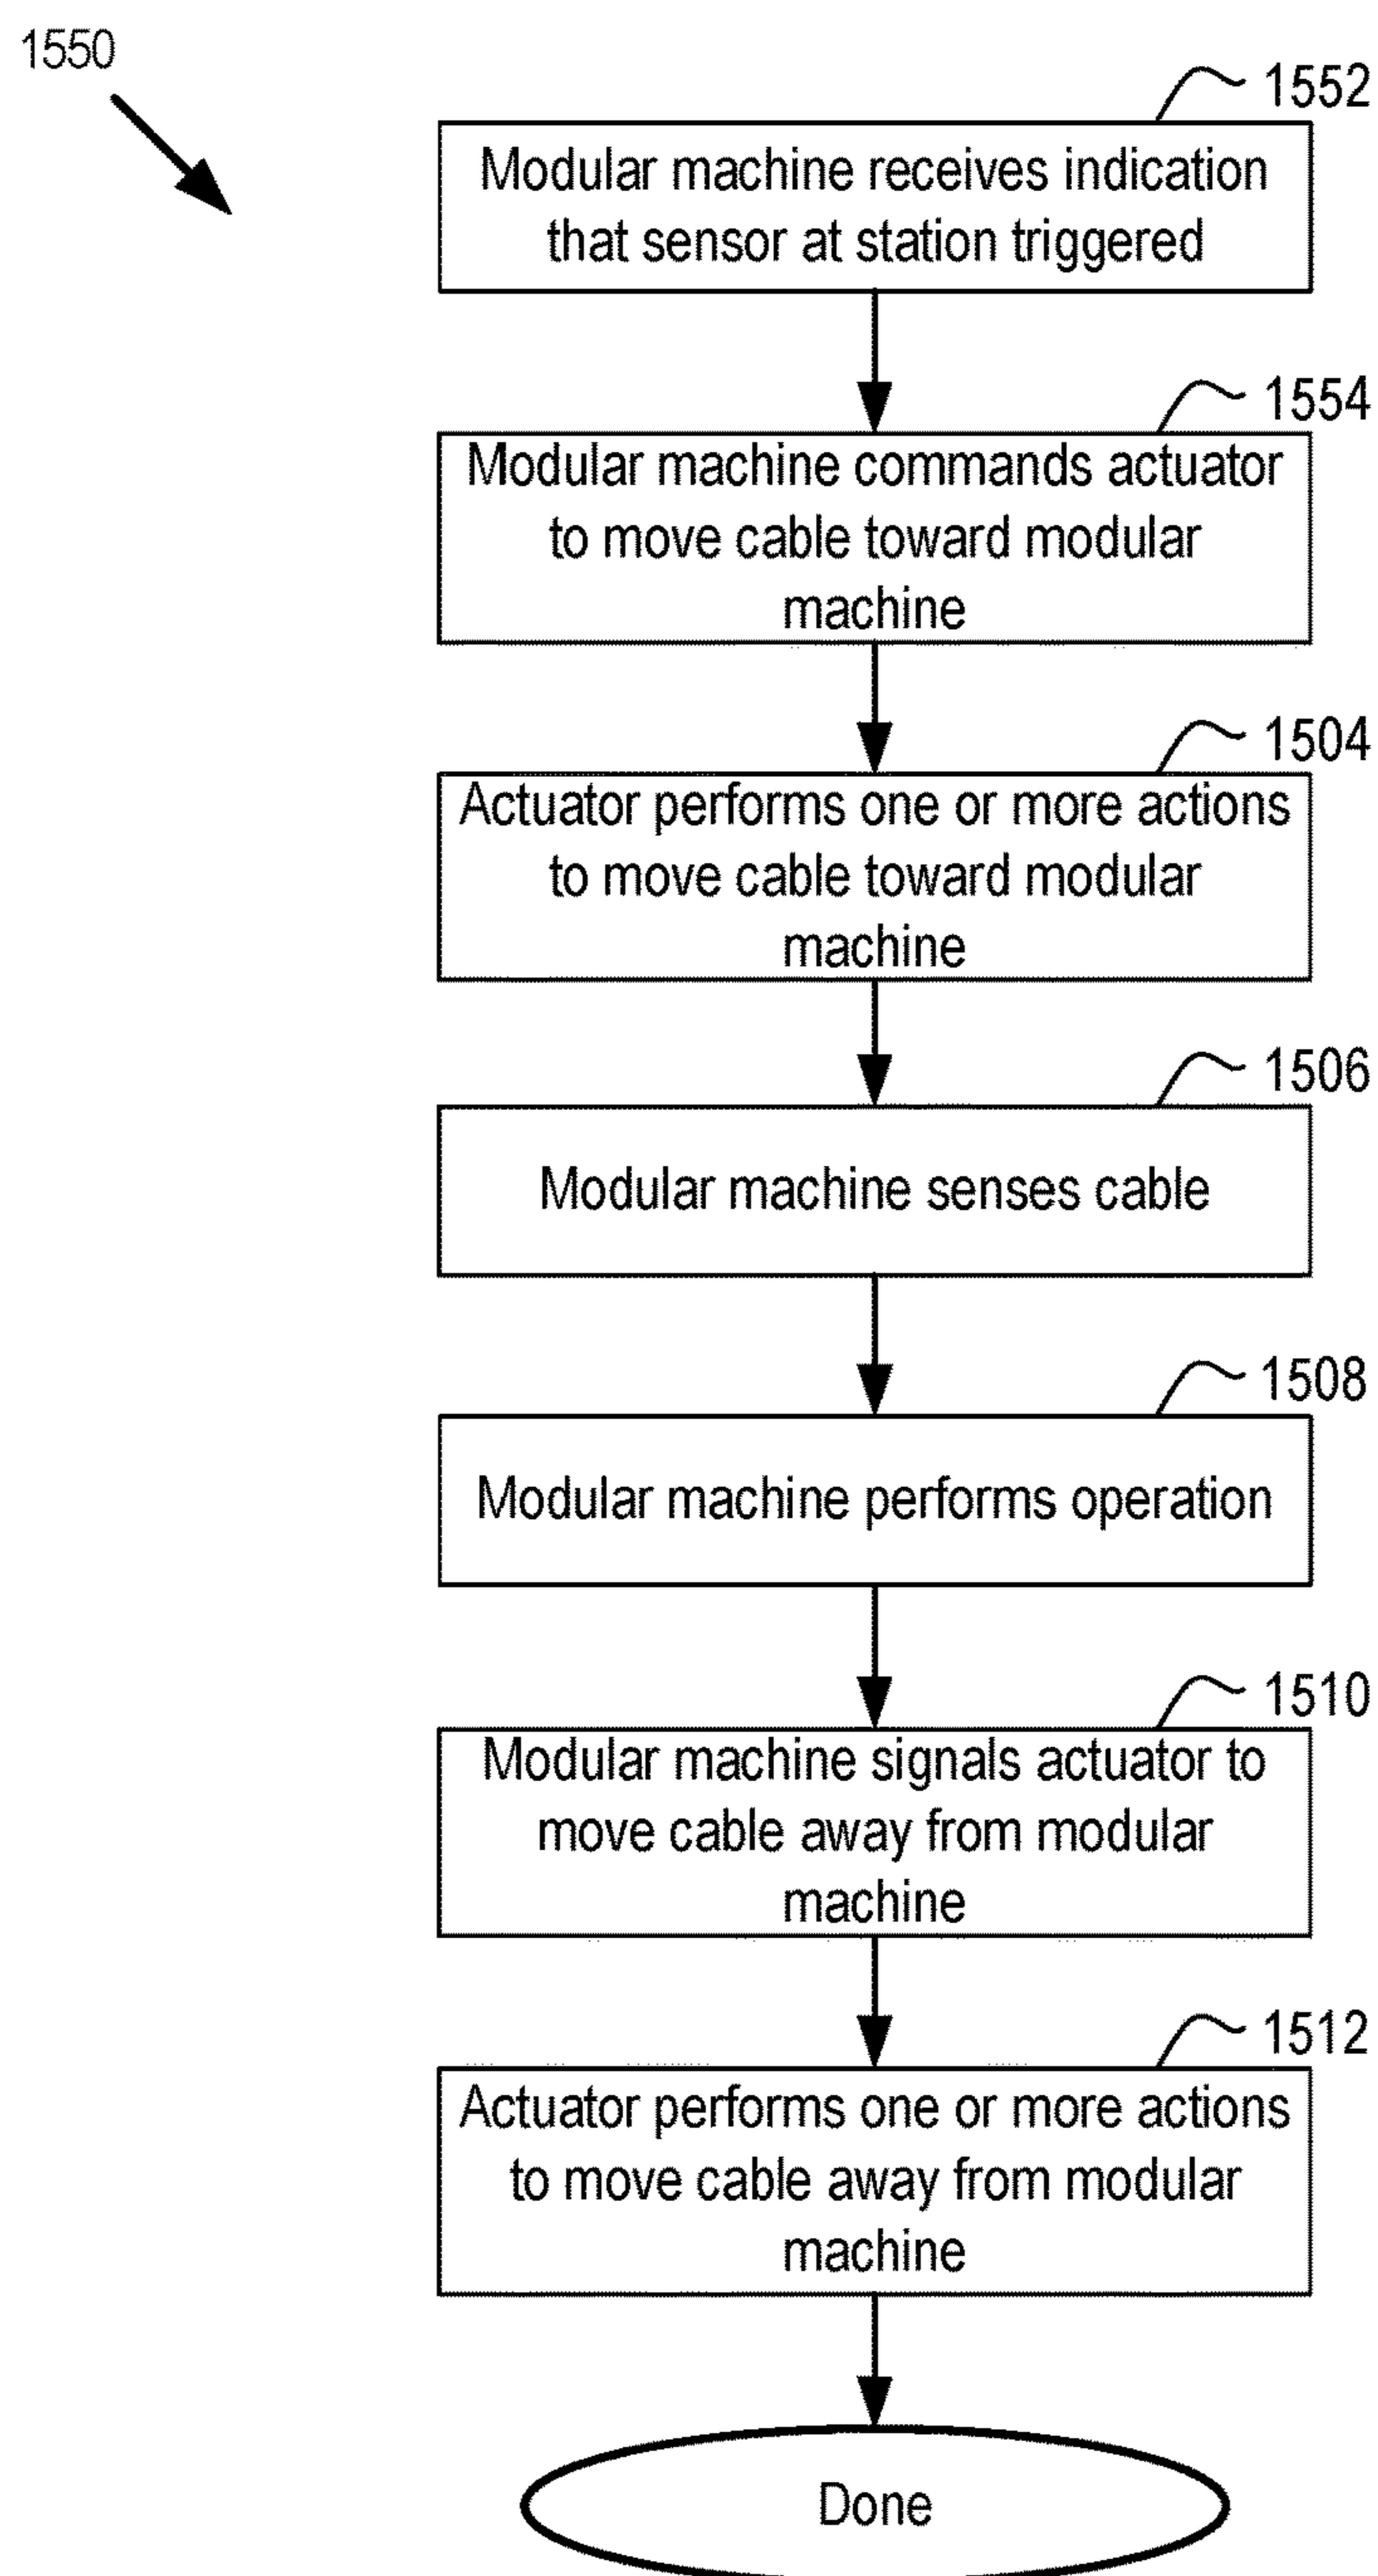 1550
1552
Modular machine receives indication
that sensor at station triggered
1554
Modular machine commands actuator
to move cable toward modular
machine
1504
Actuator performs one or more actions
to move cable toward modular
machine
1506
Modular machine senses cable
1508
Modular machine performs operation
1510
Modular machine signals actuator to
move cable away from modular
machine
1512
Actuator performs one or more actions
to move cable away from modular
machine
Done